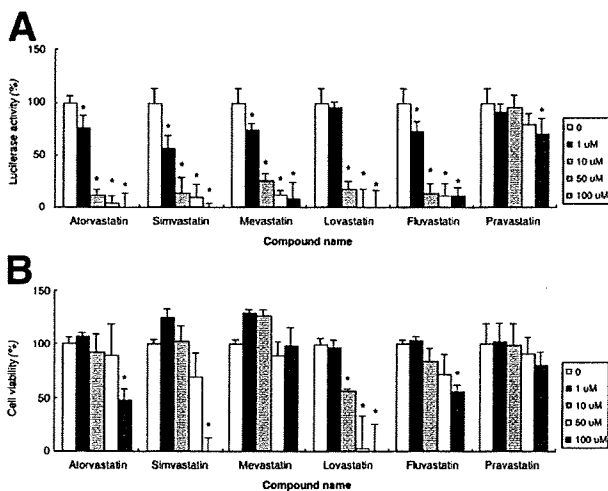 A
Luciferase activity (%)
150
100
50
0
* * * *
* * * *
* * * *
* * *
* * * *
*
Atorvastatin Simvastatin Mevastatin Lovastatin Fluvastatin Pravastatin
Compound name
0
1 uM
10 uM
50 uM
100 uM
B
Cell viability (%)
150
100
50
0
*
*
* * *
*
Atorvastatin Simvastatin Mevastatin Lovastatin Fluvastatin Pravastatin
Compound name
0
1 uM
10 uM
50 uM
100 uM